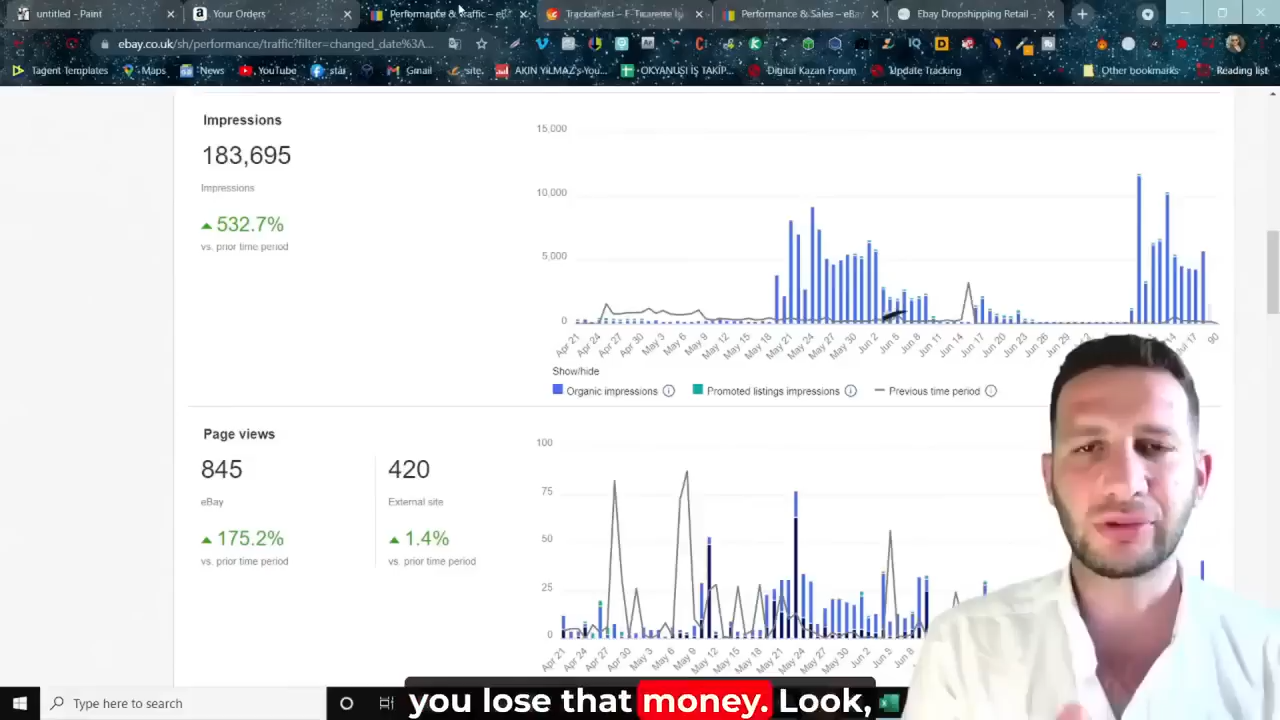 untitled - Paint
Your Orders
Performance & Traffic – eB
TrackerFast – E-Ticarette İş
Performance & Sales – eBay
Ebay Dropshipping Retail
ebay.co.uk/sh/performance/traffic?filter=changed_date%3A...
Tagent Templates
Maps
News
YouTube
Gmail
site.
AKIN YILMAZ's You...
OKYANUSI İŞ TAKİP...
Digital Kazan Forum
Update Tracking
Other bookmarks
Reading list
Impressions
183,695
Impressions
532.7%
vs. prior time period
15,000
10,000
5,000
0
Apr 21
Apr 24
Apr 27
Apr 30
May 3
May 6
May 9
May 12
May 15
May 18
May 21
May 24
May 27
May 30
Jun 2
Jun 5
Jun 8
Jun 11
Jun 14
Jun 17
Jun 20
Jun 23
Jun 26
Jun 29
Jul 17
90
Show/hide
Organic impressions
Promoted listings impressions
Previous time period
Page views
845
eBay
175.2%
vs. prior time period
420
External site
1.4%
vs. prior time period
100
75
50
25
0
Apr 21
Apr 24
Apr 27
Apr 30
May 3
May 6
May 9
May 12
May 15
May 18
May 21
May 24
May 27
May 30
Jun 2
Jun 5
Jun 8
Type here to search
you lose that money. Look,